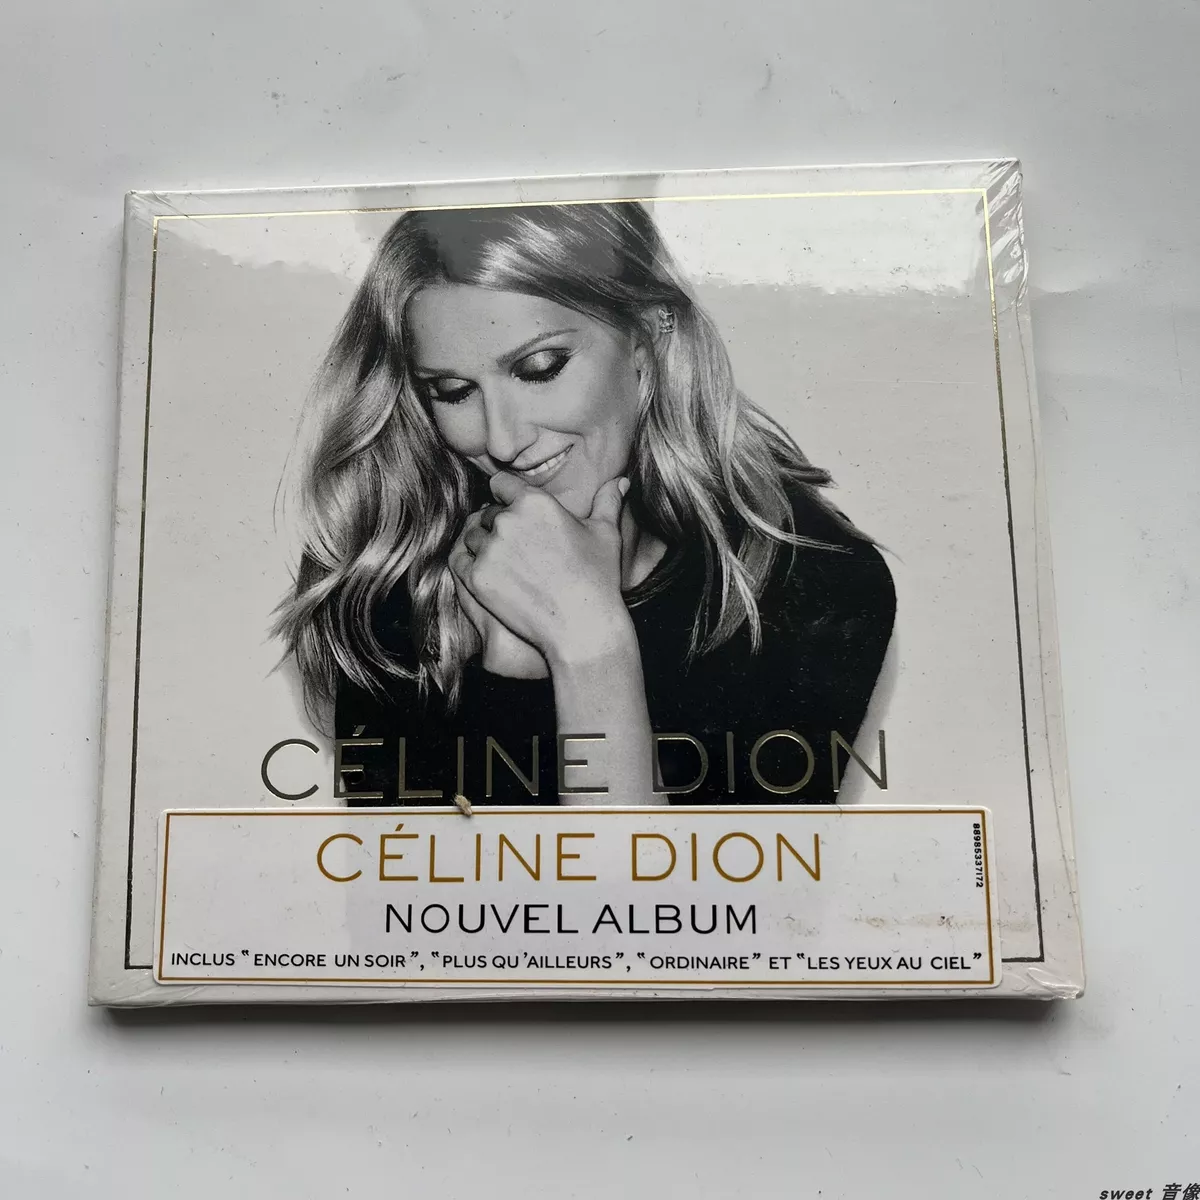 CÉLINE DION
CÉLINE DION
NOUVEL ALBUM
INCLUS "ENCORE UN SOIR", "PLUS QU'AILLEURS", "ORDINAIRE" ET "LES YEUX AU CIEL"
88985337172
sweet 音像